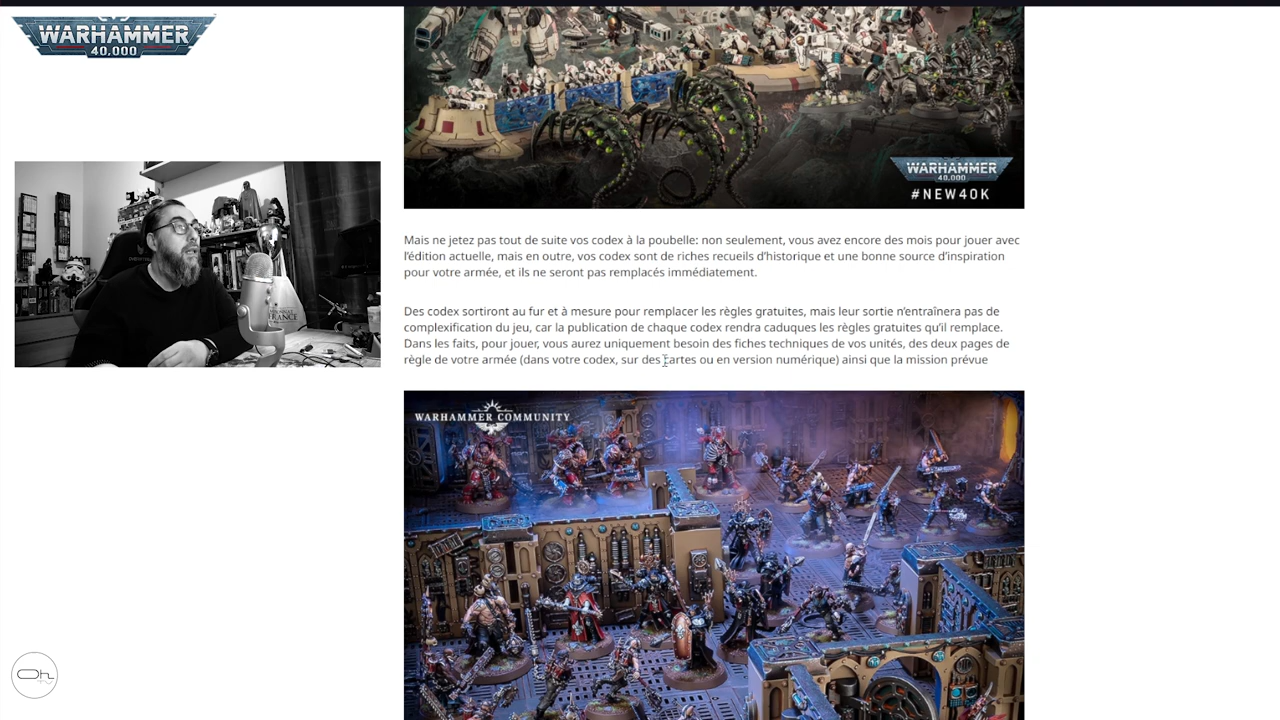 WARHAMMER
40.000
WARHAMMER
40.000
#NEW40K
Mais ne jetez pas tout de suite vos codex à la poubelle: non seulement, vous avez encore des mois pour jouer avec
l'édition actuelle, mais en outre, vos codex sont de riches recueils d'historique et une bonne source d'inspiration
pour votre armée, et ils ne seront pas remplacés immédiatement.
FRANCE
Des codex sortiront au fur et à mesure pour remplacer les règles gratuites, mais leur sortie n'entraînera pas de
complexification du jeu, car la publication de chaque codex rendra caduques les règles gratuites qu'il remplace.
Dans les faits, pour jouer, vous aurez uniquement besoin des fiches techniques de vos unités, des deux pages de
règle de votre armée (dans votre codex, sur des cartes ou en version numérique) ainsi que la mission prévue
WARHAMMER COMMUNITY